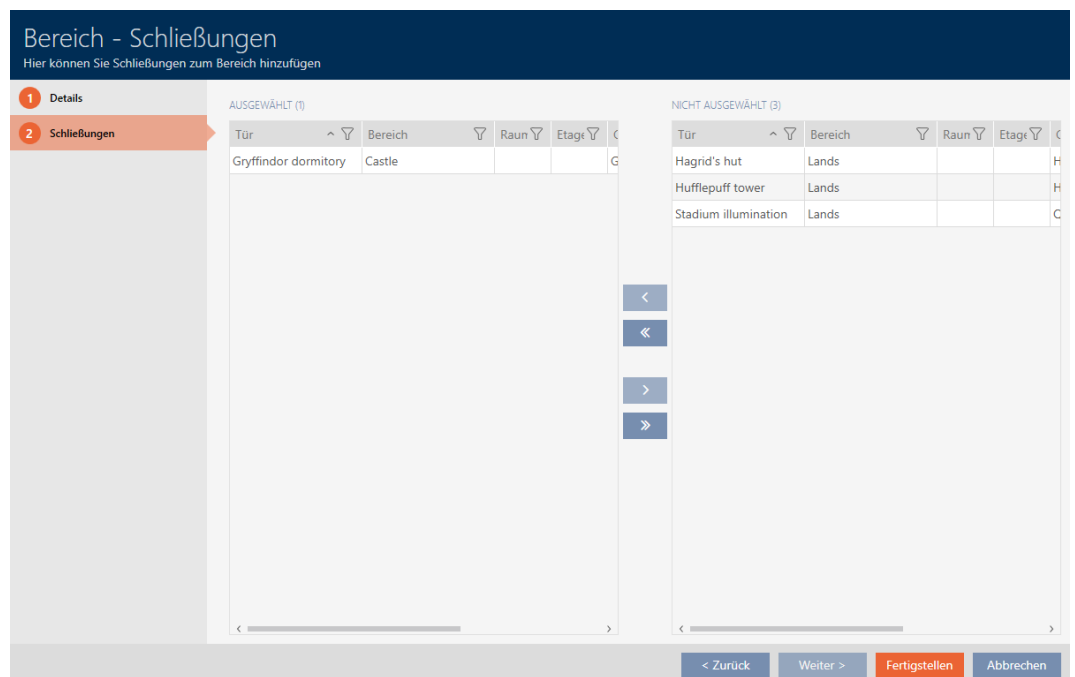 Bereich - Schließungen
Hier können Sie Schließungen zum Bereich hinzufügen
1 Details
2 Schließungen
AUSGEWÄHLT (1)
Tür Bereich Raum Etage
Gryffindor dormitory Castle G
NICHT AUSGEWÄHLT (3)
Tür Bereich Raum Etage
Hagrid's hut Lands H
Hufflepuff tower Lands H
Stadium illumination Lands
< Zurück Weiter > Fertigstellen Abbrechen